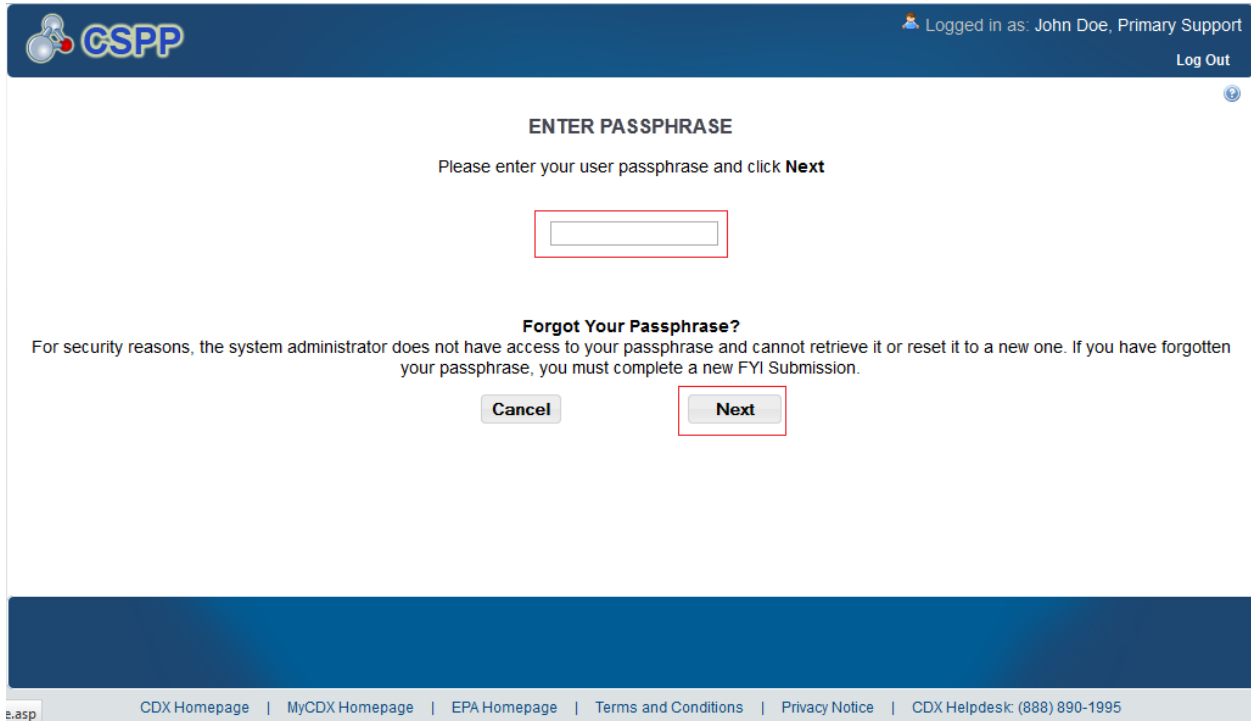 CSPP
Logged in as: John Doe, Primary Support
Log Out
ENTER PASSPHRASE
Please enter your user passphrase and click Next
Forgot Your Passphrase?
For security reasons, the system administrator does not have access to your passphrase and cannot retrieve it or reset it to a new one. If you have forgotten
your passphrase, you must complete a new FYI Submission.
Cancel Next
e.asp
CDX Homepage | MyCDX Homepage | EPA Homepage | Terms and Conditions | Privacy Notice | CDX Helpdesk: (888) 890-1995